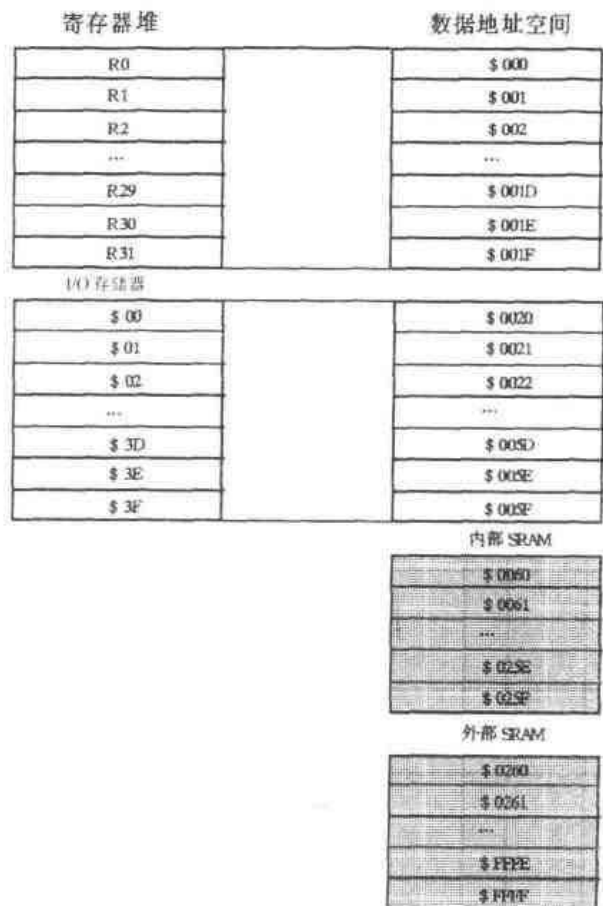 寄存器堆 数据地址空间
R0 $000
R1 $001
R2 $002
... ...
R29 $001D
R30 $001E
R31 $001F
I/O 存储器
$00 $0020
$01 $0021
$02 $0022
... ...
$3D $005D
$3E $005E
$3F $005F
内部 SRAM
$0060
$0061
...
$025E
$025F
外部 SRAM
$0260
$0261
...
$FFFE
$FFFF